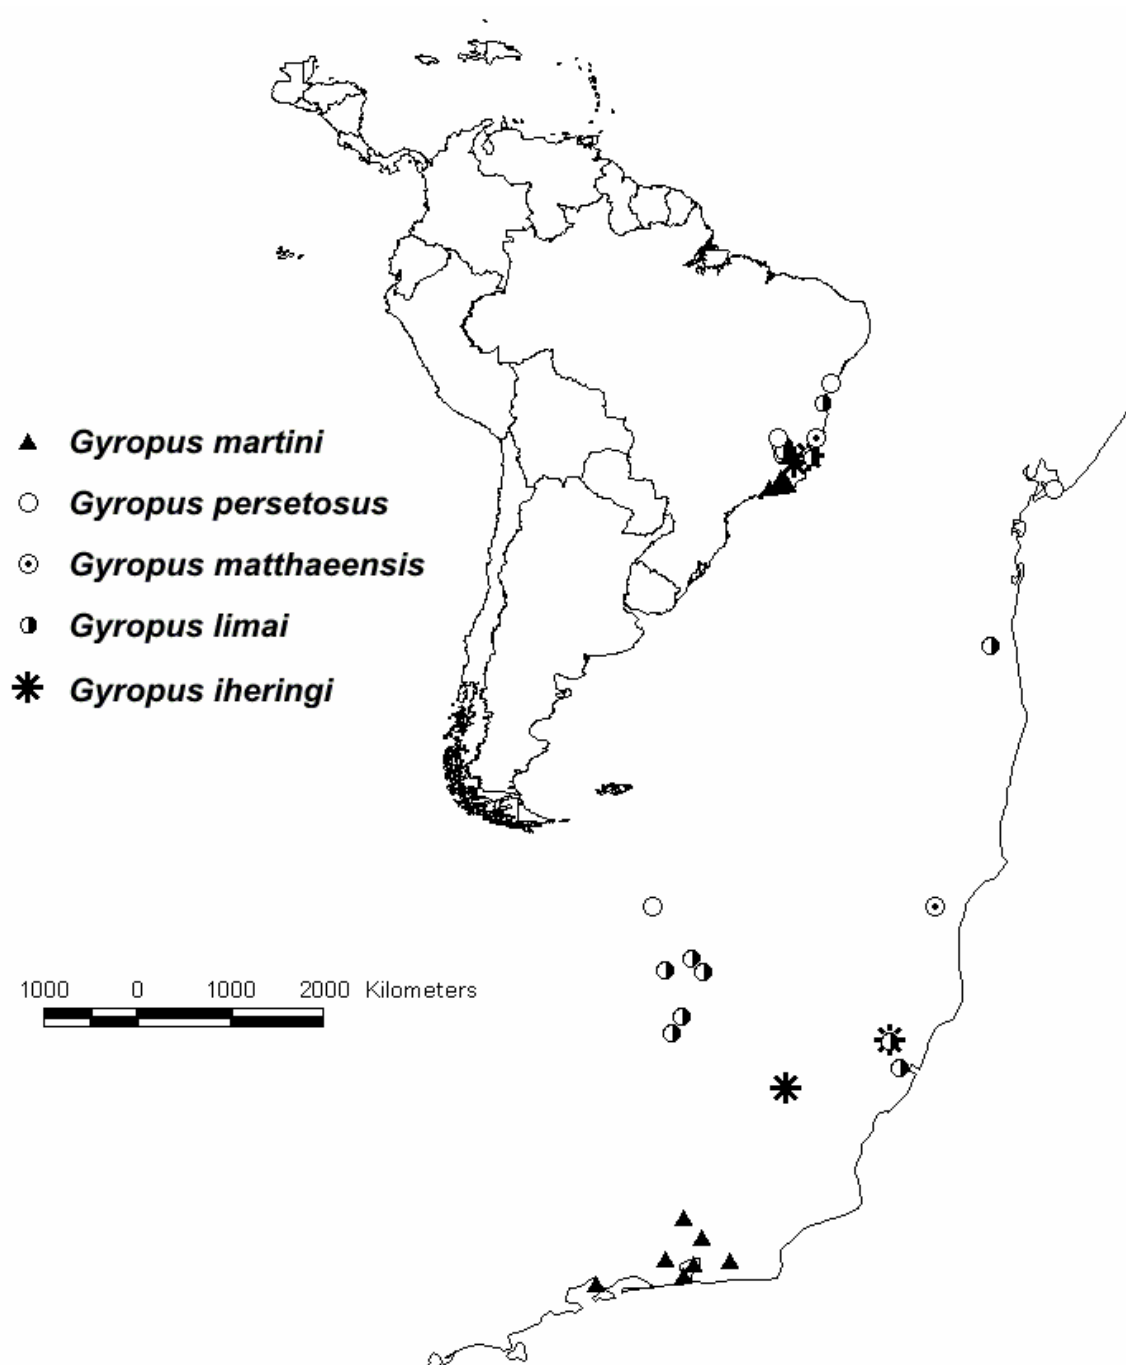 Gyropus martini
Gyropus persetosus
Gyropus matthaeensis
Gyropus limai
Gyropus iheringi
1000 0 1000 2000 Kilometers